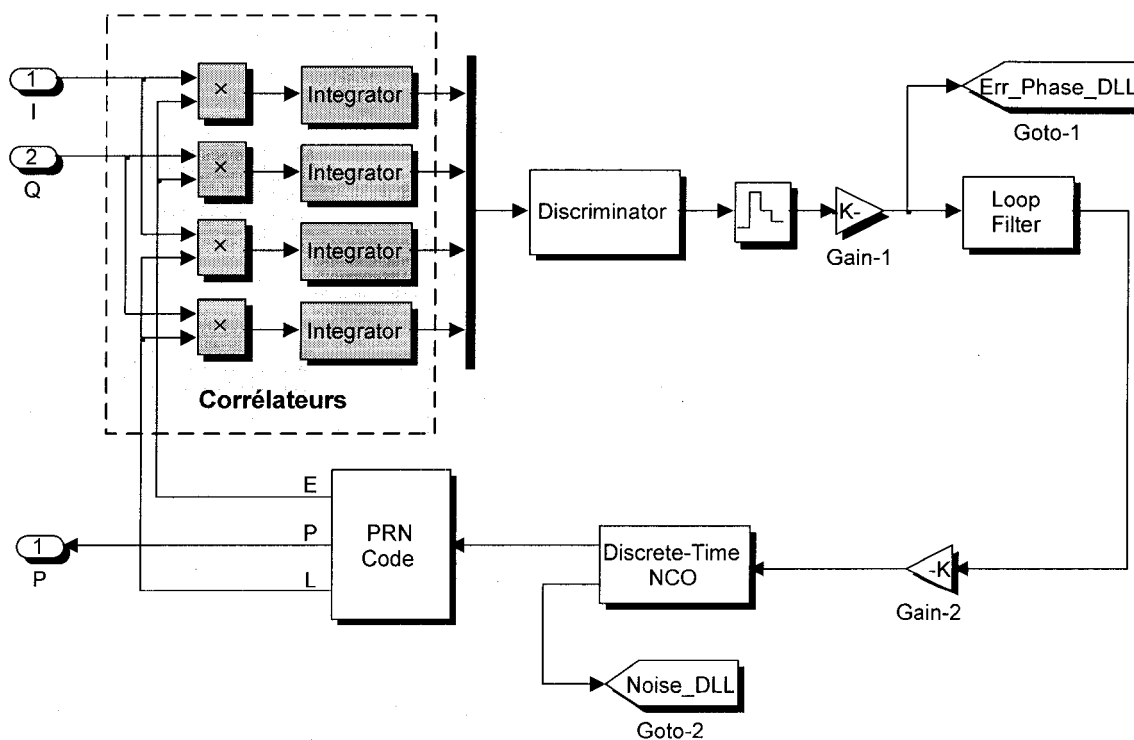 1
I
2
Q
×
Integrator
×
Integrator
×
Integrator
×
Integrator
Corrélateurs
Discriminator
K-
Gain-1
Err_Phase_DLL
Goto-1
Loop
Filter
E
P
L
PRN
Code
1
P
Discrete-Time
NCO
-K
Gain-2
Noise_DLL
Goto-2